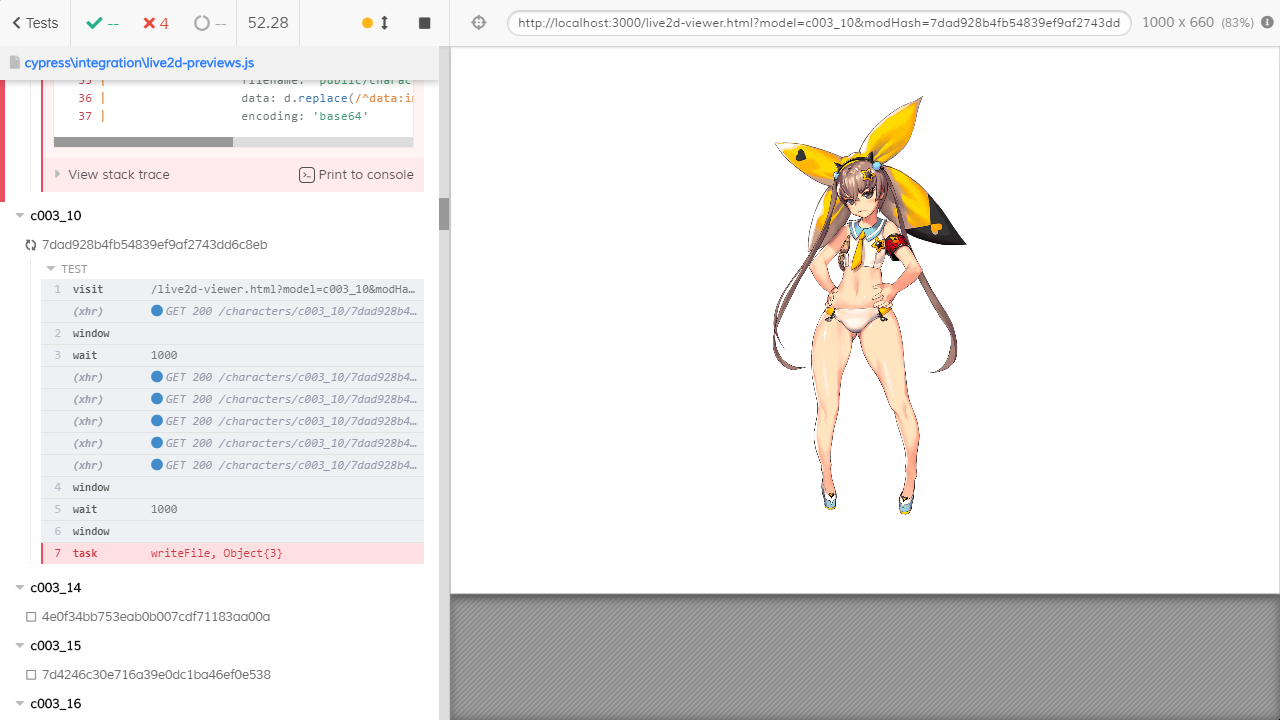 Tests
--
4
--
52.28
http://localhost:3000/live2d-viewer.html?model=c003_10&modHash=7dad928b4fb54839ef9af2743dd
1000 x 660 (83%)
cypress\integration\live2d-previews.js
35 | filename: 'public/charac
36 | data: d.replace(/^data:i
37 | encoding: 'base64'
View stack trace
Print to console
c003_10
7dad928b4fb54839ef9af2743dd6c8eb
TEST
1 visit /live2d-viewer.html?model=c003_10&modHa…
(xhr) GET 200 /characters/c003_10/7dad928b4…
2 window
3 wait 1000
(xhr) GET 200 /characters/c003_10/7dad928b4…
(xhr) GET 200 /characters/c003_10/7dad928b4…
(xhr) GET 200 /characters/c003_10/7dad928b4…
(xhr) GET 200 /characters/c003_10/7dad928b4…
(xhr) GET 200 /characters/c003_10/7dad928b4…
4 window
5 wait 1000
6 window
7 task writeFile, Object{3}
c003_14
4e0f34bb753eab0b007cdf71183aa00a
c003_15
7d4246c30e716a39e0dc1ba46ef0e538
c003_16